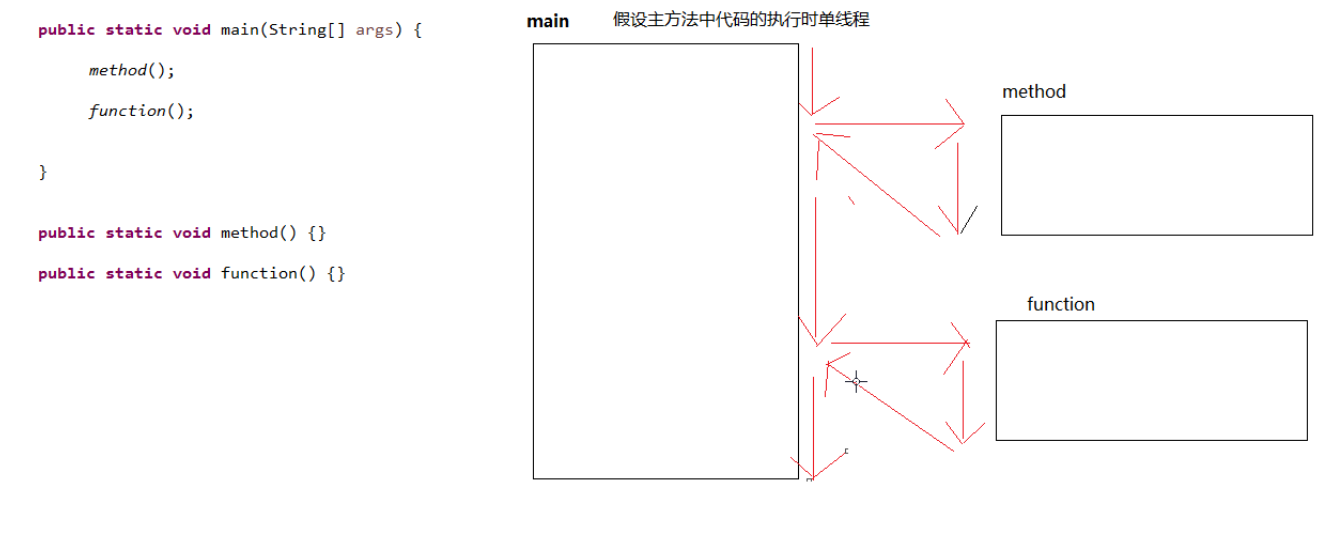 public static void main(String[] args) {
method();
function();
}
public static void method() {}
public static void function() {}
main 假设主方法中代码的执行时单线程
method
function